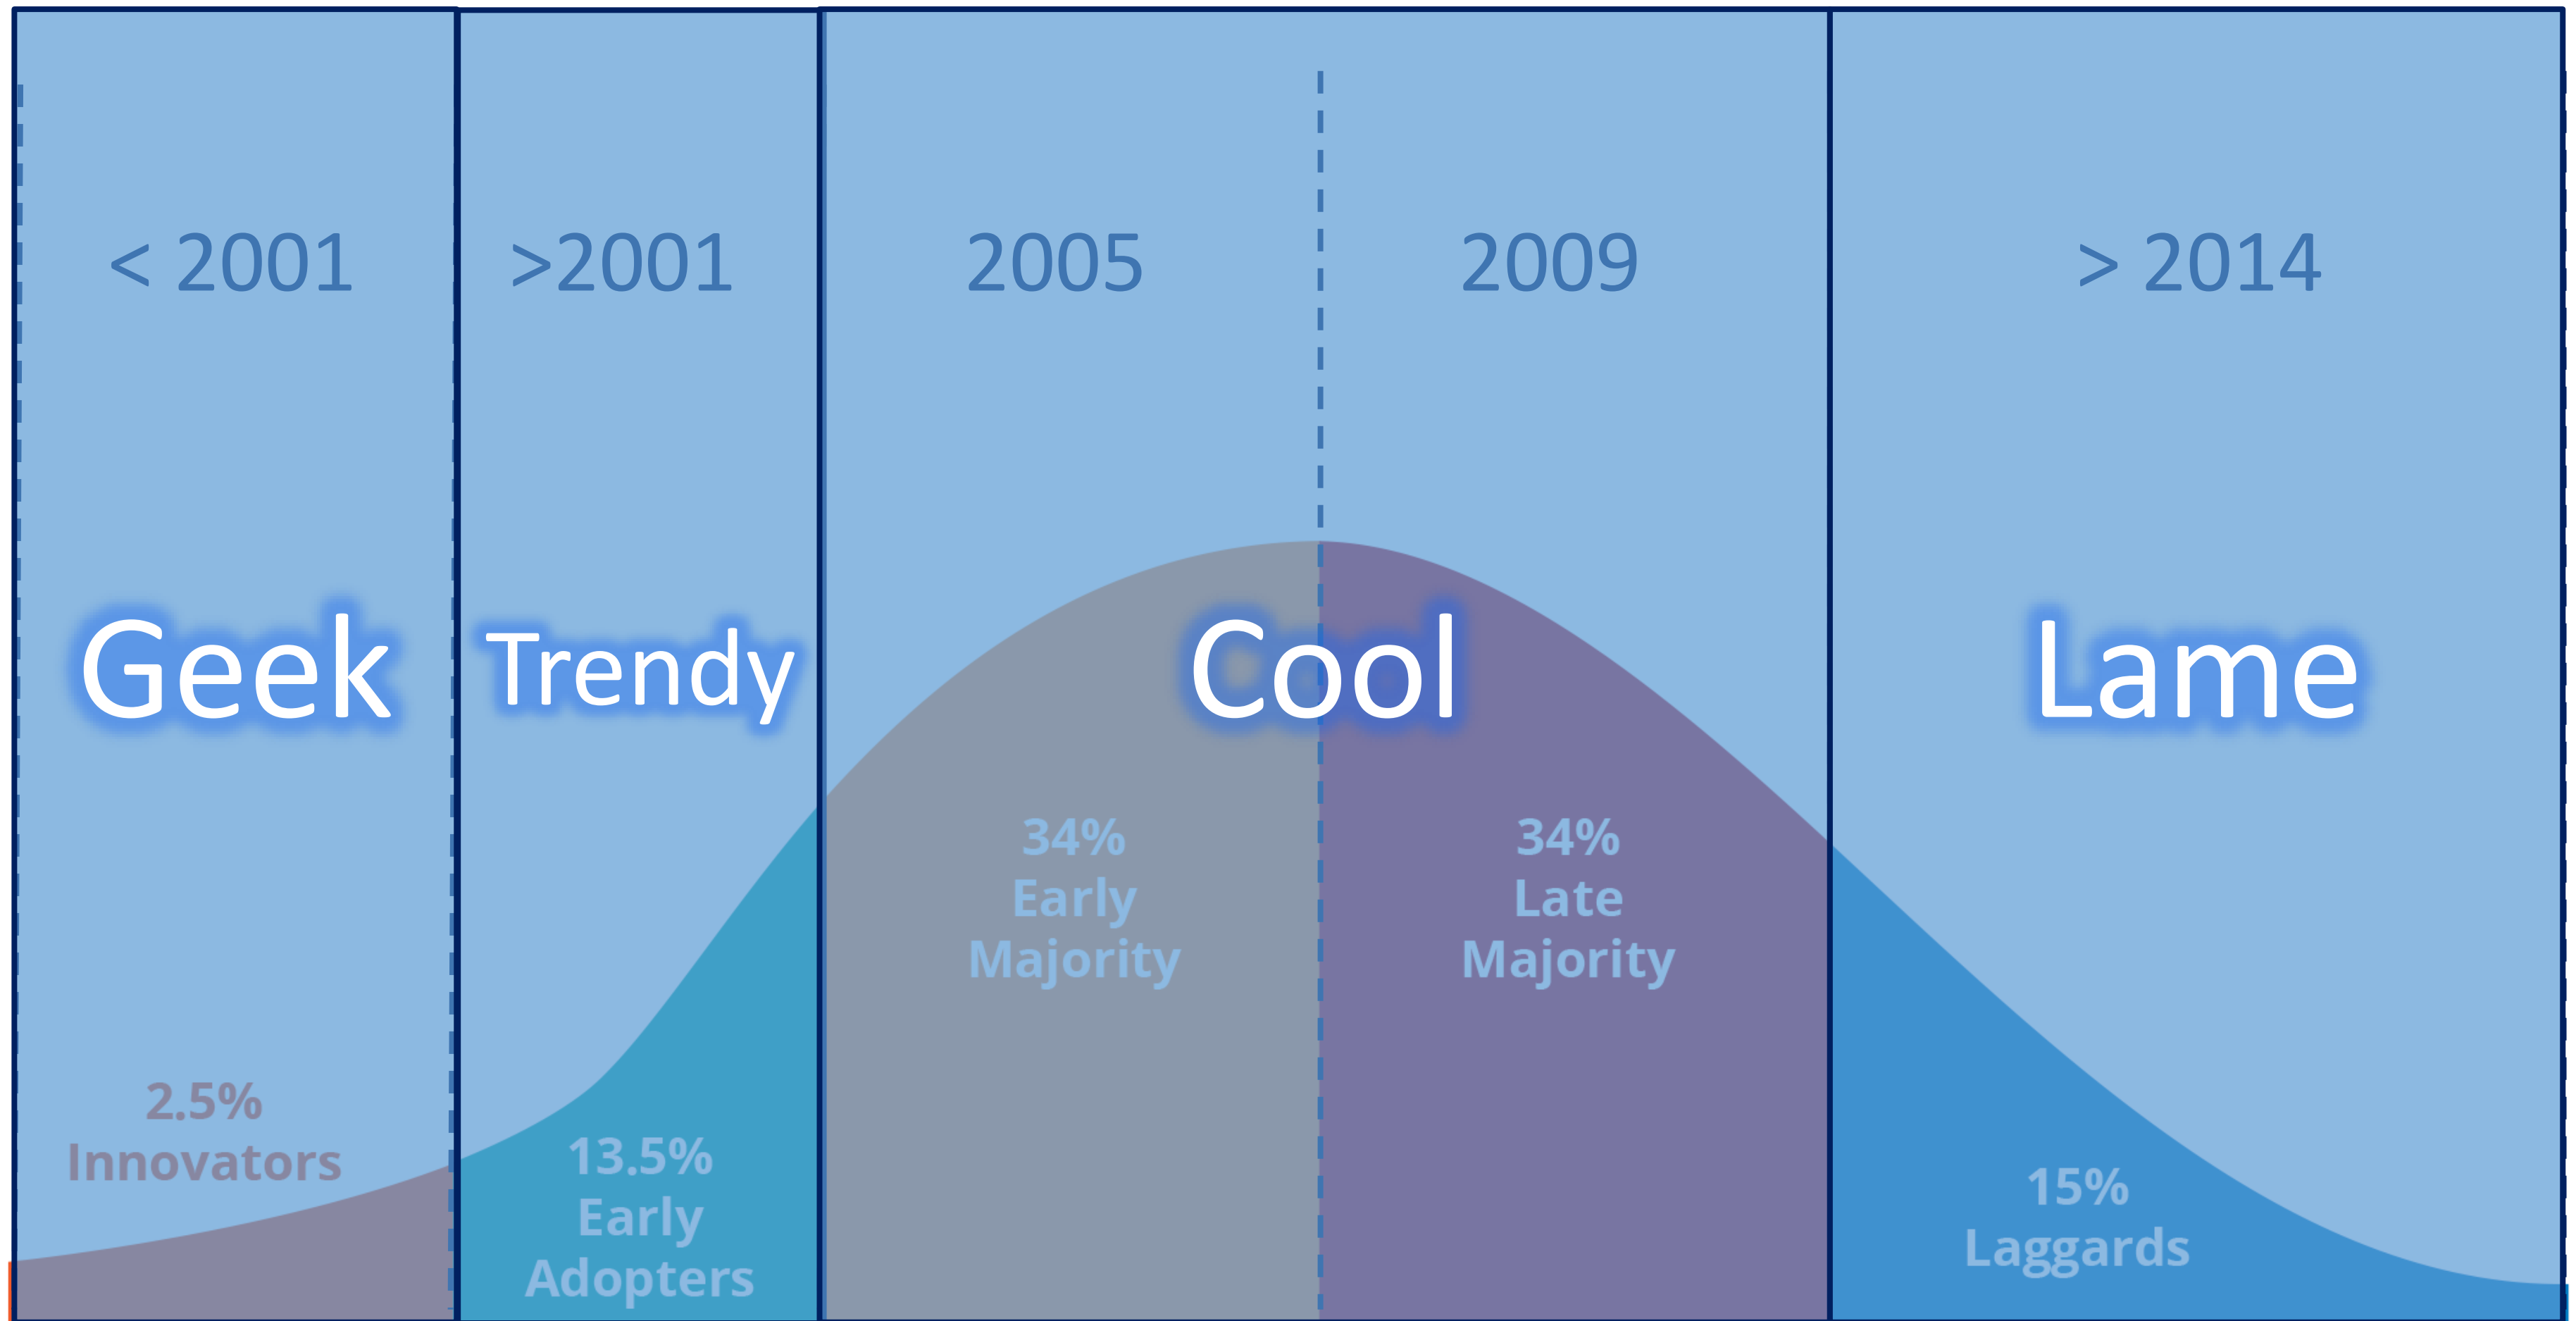 < 2001
>2001
2005
2009
> 2014
Geek
Trendy
Cool
Lame
2.5%
Innovators
13.5%
Early
Adopters
34%
Early
Majority
34%
Late
Majority
15%
Laggards